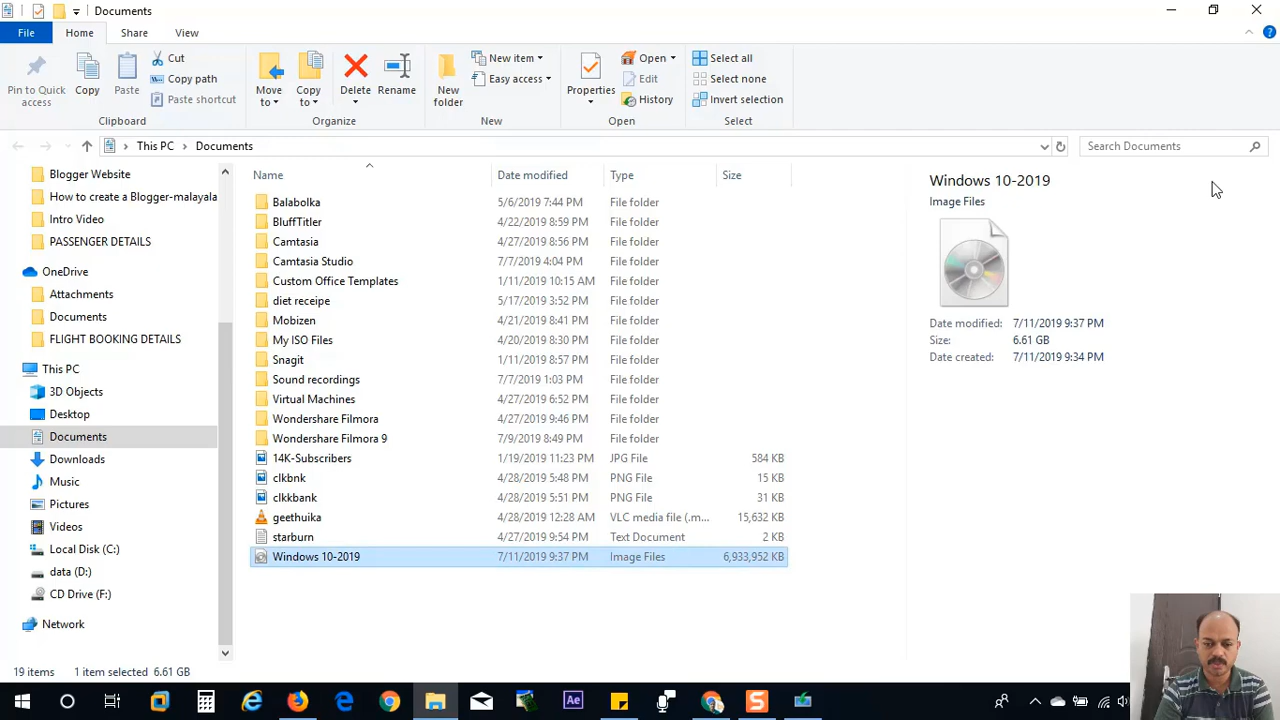 Documents
File
Home
Share
View
Pin to Quick access
Copy
Paste
Cut
Copy path
Paste shortcut
Clipboard
Move to
Copy to
Delete
Rename
Organize
New folder
New item
Easy access
New
Properties
Open
Edit
History
Open
Select all
Select none
Invert selection
Select
This PC > Documents
Search Documents
Blogger Website
How to create a Blogger-malayala
Intro Video
PASSENGER DETAILS
OneDrive
Attachments
Documents
FLIGHT BOOKING DETAILS
This PC
3D Objects
Desktop
Documents
Downloads
Music
Pictures
Videos
Local Disk (C:)
data (D:)
CD Drive (F:)
Network
Name Date modified Type Size
Balabolka 5/6/2019 7:44 PM File folder
BluffTitler 4/22/2019 8:59 PM File folder
Camtasia 4/27/2019 8:56 PM File folder
Camtasia Studio 7/7/2019 4:04 PM File folder
Custom Office Templates 1/11/2019 10:15 AM File folder
diet receipe 5/17/2019 3:52 PM File folder
Mobizen 4/21/2019 8:41 PM File folder
My ISO Files 4/20/2019 8:30 PM File folder
Snagit 1/11/2019 8:57 PM File folder
Sound recordings 7/7/2019 1:03 PM File folder
Virtual Machines 4/27/2019 6:52 PM File folder
Wondershare Filmora 4/27/2019 9:46 PM File folder
Wondershare Filmora 9 7/9/2019 8:49 PM File folder
14K-Subscribers 1/19/2019 11:23 PM JPG File 584 KB
clkbnk 4/28/2019 5:48 PM PNG File 15 KB
clkkbank 4/28/2019 5:51 PM PNG File 31 KB
geethuika 4/28/2019 12:28 AM VLC media file (.m... 15,632 KB
starburn 4/27/2019 9:54 PM Text Document 2 KB
Windows 10-2019 7/11/2019 9:37 PM Image Files 6,933,952 KB
Windows 10-2019
Image Files
Date modified: 7/11/2019 9:37 PM
Size: 6.61 GB
Date created: 7/11/2019 9:34 PM
19 items 1 item selected 6.61 GB